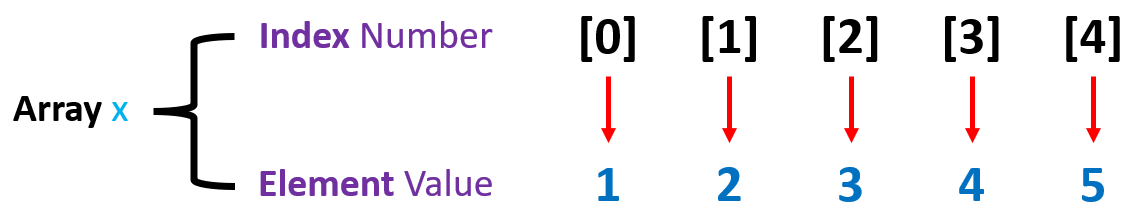 Index Number [0] [1] [2] [3] [4]
Array x
Element Value 1 2 3 4 5